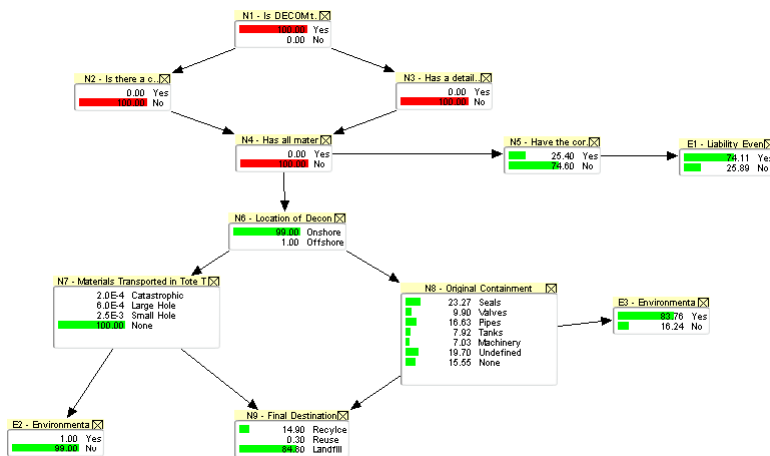 N1 - Is DECOMt..
100.00 Yes
0.00 No
N2 - Is there a c..
0.00 Yes
100.00 No
N3 - Has a detail..
0.00 Yes
100.00 No
N4 - Has all mater
0.00 Yes
100.00 No
N5 - Have the cor..
25.40 Yes
74.60 No
E1 - Liability Even
74.11 Yes
25.89 No
N6 - Location of Decon
99.00 Onshore
1.00 Offshore
N7 - Materials Transported in Tote T
2.0E-4 Catastrophic
6.0E-4 Large Hole
2.5E-3 Small Hole
100.00 None
N8 - Original Containment
23.27 Seals
9.90 Valves
16.63 Pipes
7.92 Tanks
7.03 Machinery
19.70 Undefined
15.55 None
E3 - Environmenta
83.76 Yes
16.24 No
E2 - Environmenta
1.00 Yes
99.00 No
N9 - Final Destination
14.90 Recylce
0.30 Reuse
84.80 Landfill